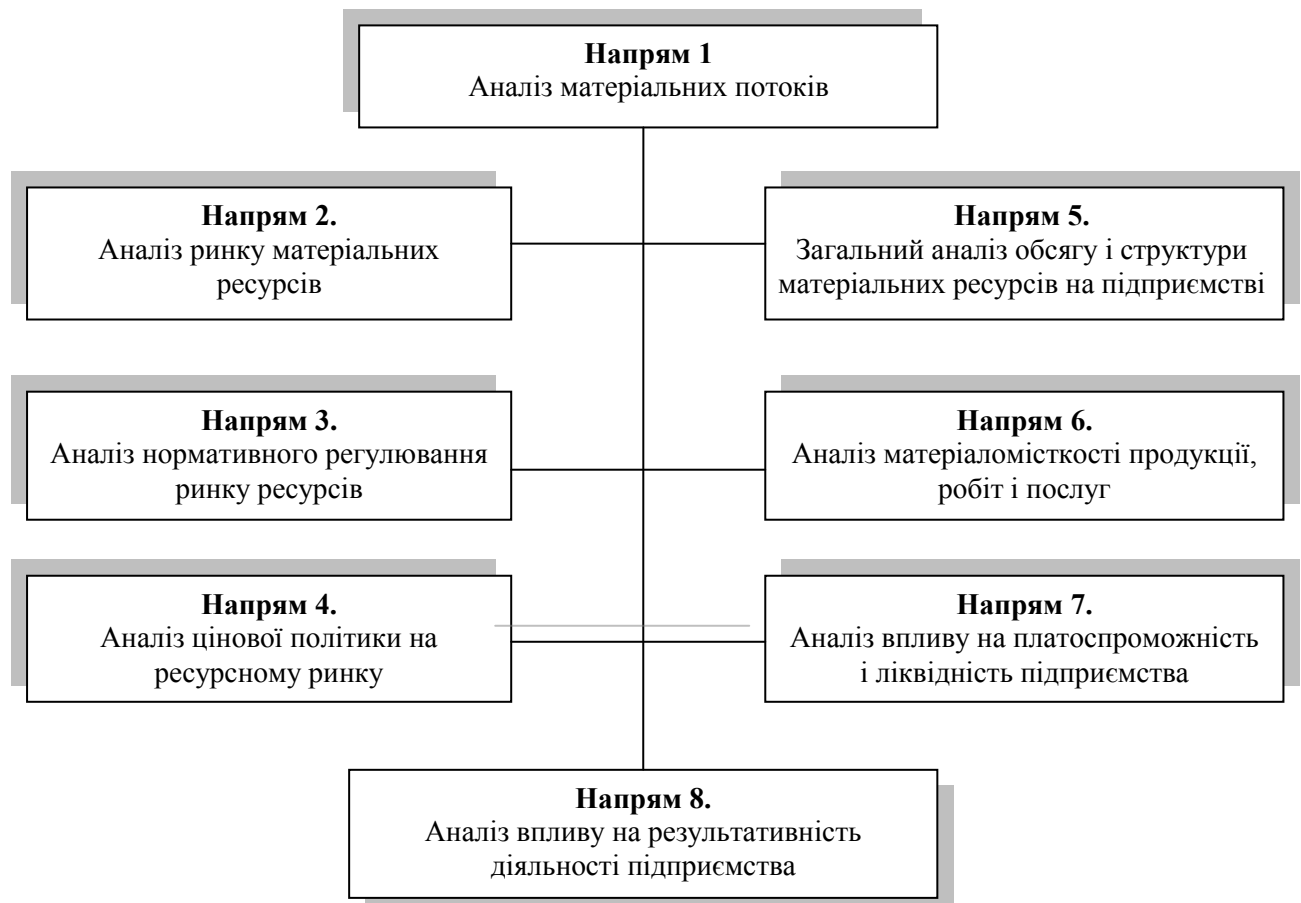 Напрям 1
Аналіз матеріальних потоків
Напрям 2.
Аналіз ринку матеріальних
ресурсів
Напрям 5.
Загальний аналіз обсягу і структури
матеріальних ресурсів на підприємстві
Напрям 3.
Аналіз нормативного регулювання
ринку ресурсів
Напрям 6.
Аналіз матеріаломісткості продукції,
робіт і послуг
Напрям 4.
Аналіз цінової політики на
ресурсному ринку
Напрям 7.
Аналіз впливу на платоспроможність
і ліквідність підприємства
Напрям 8.
Аналіз впливу на результативність
діяльності підприємства